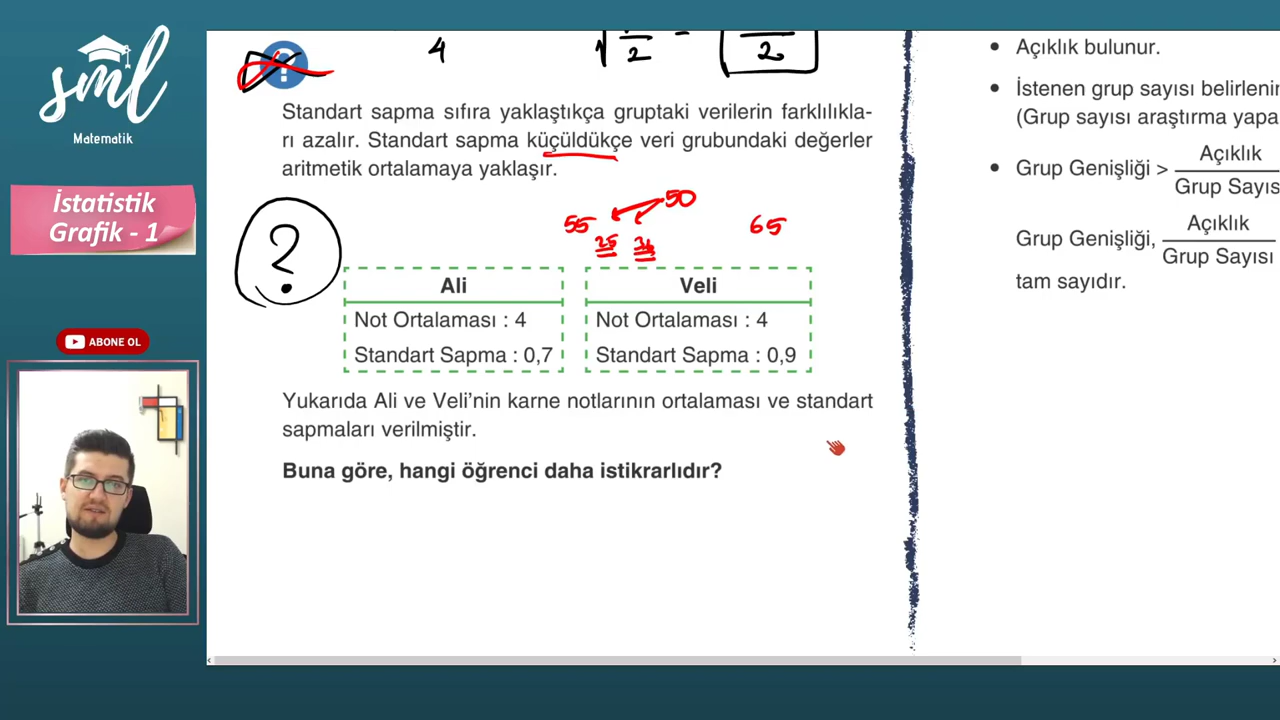 sml
Matematik
İstatistik
Grafik - 1
ABONE OL
4
2
=
2
?
Standart sapma sıfıra yaklaştıkça gruptaki verilerin farklılıkla-
rı azalır. Standart sapma küçüldükçe veri grubundaki değerler
aritmetik ortalamaya yaklaşır.
50
55
65
25
?
Ali
Not Ortalaması : 4
Standart Sapma : 0,7
Veli
Not Ortalaması : 4
Standart Sapma : 0,9
Yukarıda Ali ve Veli’nin karne notlarının ortalaması ve standart
sapmaları verilmiştir.
Buna göre, hangi öğrenci daha istikrarlıdır?
• Açıklık bulunur.
• İstenen grup sayısı belirlenir
(Grup sayısı araştırma yapa
• Grup Genişliği > Açıklık
Grup Sayıs
Grup Genişliği, Açıklık
Grup Sayısı
tam sayıdır.